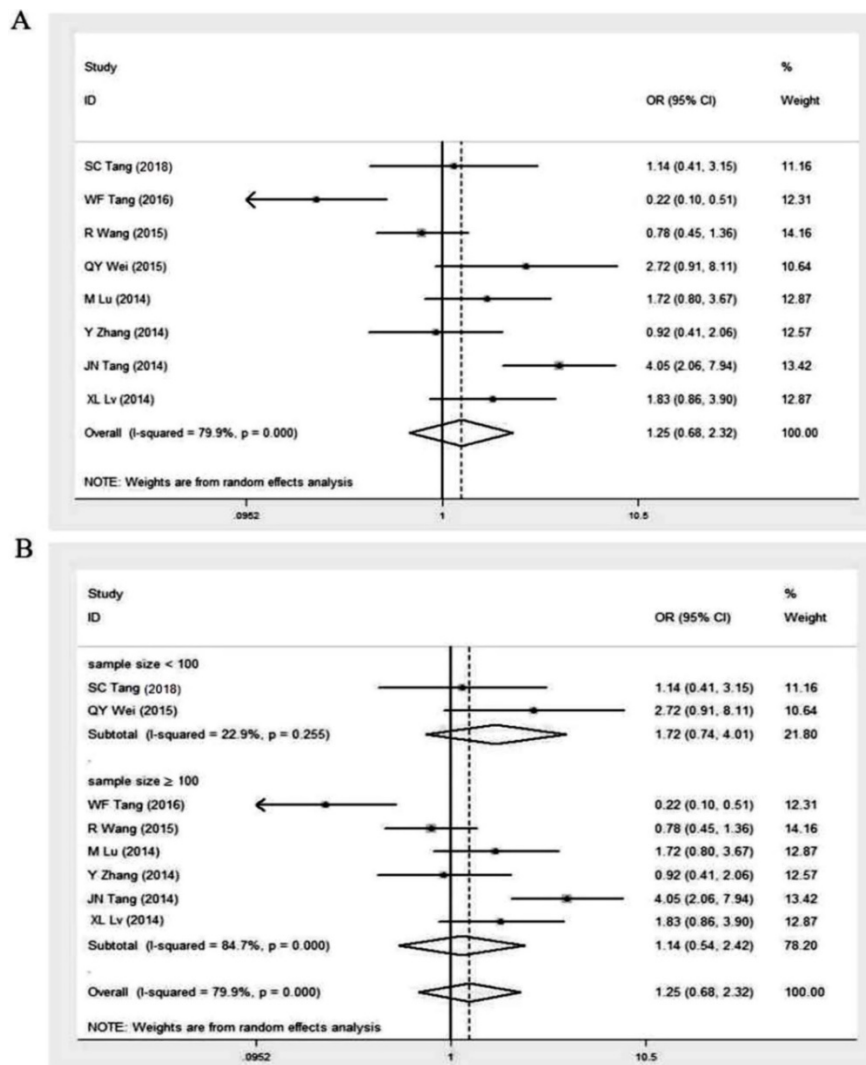 A
Study %
ID OR (95% CI) Weight
SC Tang (2018) 1.14 (0.41, 3.15) 11.16
WF Tang (2016) 0.22 (0.10, 0.51) 12.31
R Wang (2015) 0.78 (0.45, 1.36) 14.16
QY Wei (2015) 2.72 (0.91, 8.11) 10.64
M Lu (2014) 1.72 (0.80, 3.67) 12.87
Y Zhang (2014) 0.92 (0.41, 2.06) 12.57
JN Tang (2014) 4.05 (2.06, 7.94) 13.42
XL Lv (2014) 1.83 (0.86, 3.90) 12.87
Overall (I-squared = 79.9%, p = 0.000) 1.25 (0.68, 2.32) 100.00
NOTE: Weights are from random effects analysis
.0952 1 10.5
B
Study %
ID OR (95% CI) Weight
sample size < 100
SC Tang (2018) 1.14 (0.41, 3.15) 11.16
QY Wei (2015) 2.72 (0.91, 8.11) 10.64
Subtotal (I-squared = 22.9%, p = 0.255) 1.72 (0.74, 4.01) 21.80
.
sample size ≥ 100
WF Tang (2016) 0.22 (0.10, 0.51) 12.31
R Wang (2015) 0.78 (0.45, 1.36) 14.16
M Lu (2014) 1.72 (0.80, 3.67) 12.87
Y Zhang (2014) 0.92 (0.41, 2.06) 12.57
JN Tang (2014) 4.05 (2.06, 7.94) 13.42
XL Lv (2014) 1.83 (0.86, 3.90) 12.87
Subtotal (I-squared = 84.7%, p = 0.000) 1.14 (0.54, 2.42) 78.20
.
Overall (I-squared = 79.9%, p = 0.000) 1.25 (0.68, 2.32) 100.00
NOTE: Weights are from random effects analysis
.0952 1 10.5